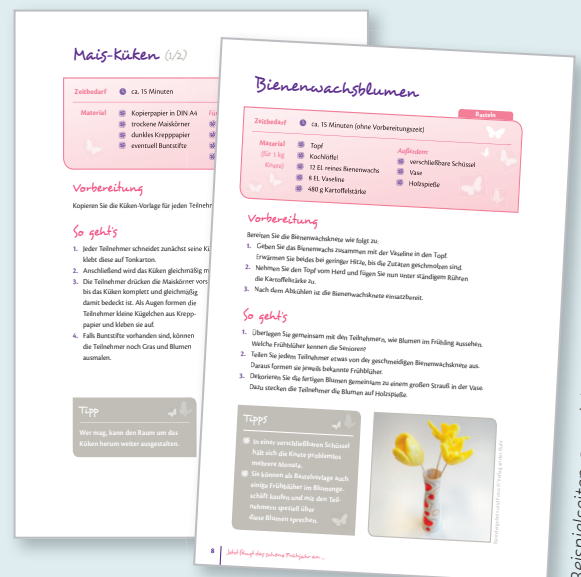 Mais-Küken (1/2)
Zeitbedarf ca. 15 Minuten
Material
Kopierpapier in DIN A4
trockene Maiskörner
dunkles Krepppapier
eventuell Buntstifte
Vorbereitung
Kopieren Sie die Küken-Vorlage für jeden Teilnehm
So geht's
1. Jeder Teilnehmer schneidet zunächst seine Kü
klebt diese auf Tonkarton.
2. Anschließend wird das Küken gleichmäßig m
3. Die Teilnehmer drücken die Maiskörner vors
bis das Küken komplett und gleichmäßig
damit bedeckt ist. Als Augen formen die
Teilnehmer kleine Kügelchen aus Krepp-
papier und kleben sie auf.
4. Falls Buntstifte vorhanden sind, können
die Teilnehmer noch Gras und Blumen
ausmalen.
Tipp
Wer mag, kann den Raum um das
Küken herum weiter ausgestalten.
Bienenwachsblumen
Basteln
Zeitbedarf ca. 15 Minuten (ohne Vorbereitungszeit)
Material
(für 1 kg
Knete)
Topf
Kochlöffel
12 EL reines Bienenwachs
6 EL Vaseline
480 g Kartoffelstärke
Außerdem:
verschließbare Schüssel
Vase
Holzspieße
Vorbereitung
Bereiten Sie die Bienenwachsknete wie folgt zu:
1. Geben Sie das Bienenwachs zusammen mit der Vaseline in den Topf.
Erwärmen Sie beides bei geringer Hitze, bis die Zutaten geschmolzen sind.
2. Nehmen Sie den Topf vom Herd und fügen Sie nun unter ständigem Rühren
die Kartoffelstärke zu.
3. Nach dem Abkühlen ist die Bienenwachsknete einsatzbereit.
So geht's
1. Überlegen Sie gemeinsam mit den Teilnehmern, wie Blumen im Frühling aussehen.
Welche Frühblüher kennen die Senioren?
2. Teilen Sie jedem Teilnehmer etwas von der geschmeidigen Bienenwachsknete aus.
Daraus formen sie jeweils bekannte Frühblüher.
3. Dekorieren Sie die fertigen Blumen gemeinsam zu einem großen Strauß in der Vase.
Dazu stecken die Teilnehmer die Blumen auf Holzspieße.
Tipps
In einer verschließbaren Schüssel
hält sich die Knete problemlos
mehrere Monate.
Sie können als Bastelvorlage auch
einige Frühblüher im Blumenge-
schäft kaufen und mit den Teil-
nehmern speziell über
diese Blumen sprechen.
8 Jetzt fängt das schöne Frühjahr an ...
Beispielseiten